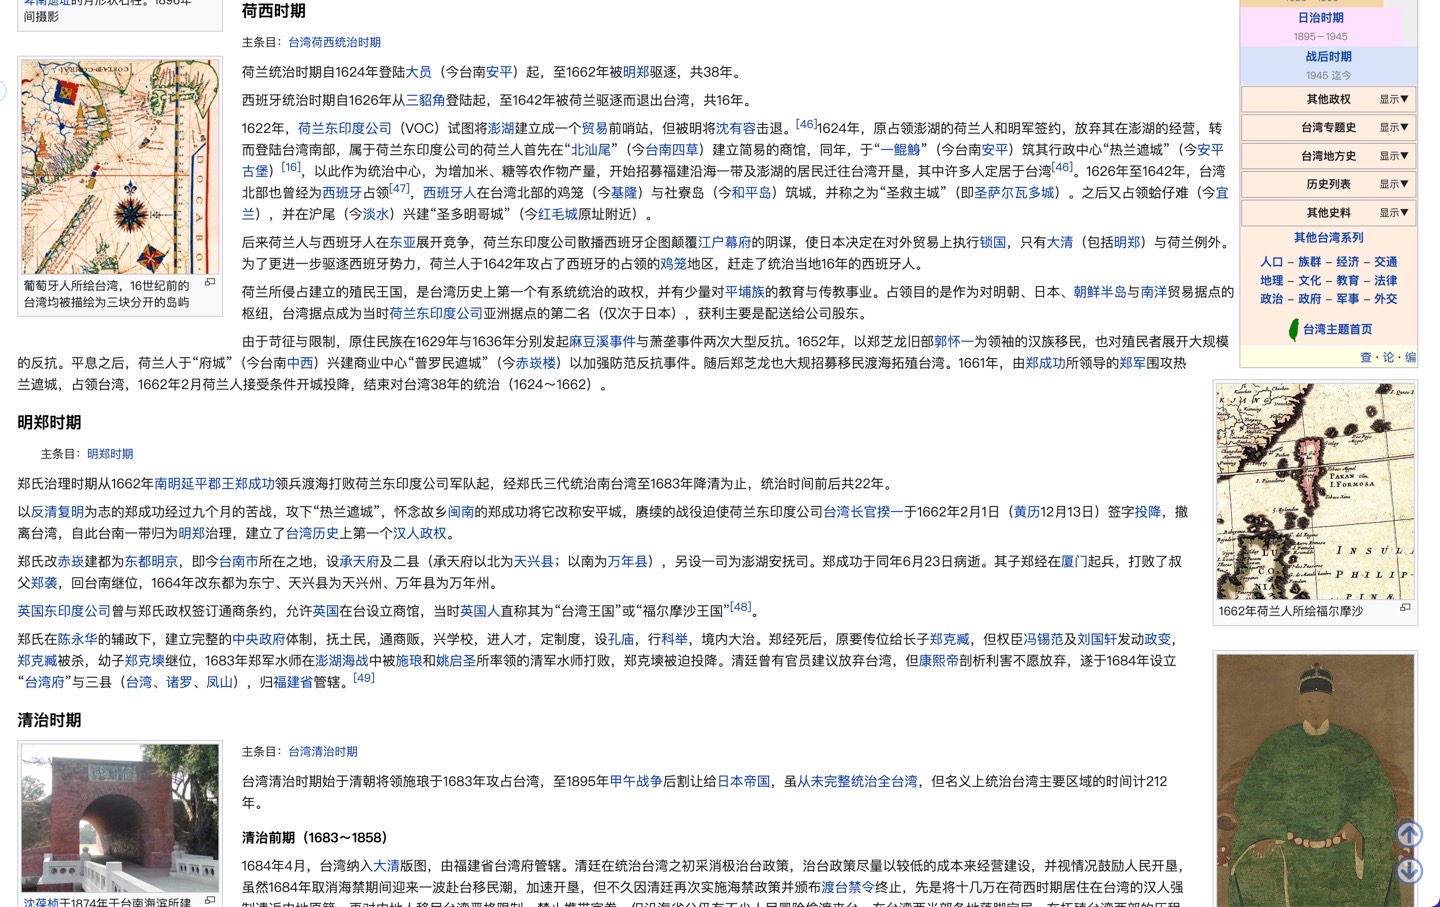 卑南遗址的月形状石柱。1896年
间摄影
葡萄牙人所绘台湾，16世纪前的
台湾均被描绘为三块分开的岛屿
荷西时期
主条目：台湾荷西统治时期
荷兰统治时期自1624年登陆大员（今台南安平）起，至1662年被明郑驱逐，共38年。
西班牙统治时期自1626年从三貂角登陆起，至1642年被荷兰驱逐而退出台湾，共16年。
1622年，荷兰东印度公司（VOC）试图将澎湖建立成一个贸易前哨站，但被明将沈有容击退。[46]1624年，原占领澎湖的荷兰人和明军签约，放弃其在澎湖的经营，转
而登陆台湾南部，属于荷兰东印度公司的荷兰人首先在“北汕尾”（今台南四草）建立简易的商馆，同年，于“一鲲鯓”（今台南安平）筑其行政中心“热兰遮城”（今安平
古堡）[16]，以此作为统治中心，为增加米、糖等农作物产量，开始招募福建沿海一带及澎湖的居民迁往台湾开垦，其中许多人定居于台湾[46]。1626年至1642年，台湾
北部也曾经为西班牙占领[47]，西班牙人在台湾北部的鸡笼（今基隆）与社寮岛（今和平岛）筑城，并称之为“圣救主城”（即圣萨尔瓦多城）。之后又占领蛤仔难（今宜
兰），并在沪尾（今淡水）兴建“圣多明哥城”（今红毛城原址附近）。
后来荷兰人与西班牙人在东亚展开竞争，荷兰东印度公司散播西班牙企图颠覆江户幕府的阴谋，使日本决定在对外贸易上执行锁国，只有大清（包括明郑）与荷兰例外。
为了更进一步驱逐西班牙势力，荷兰人于1642年攻占了西班牙的占领的鸡笼地区，赶走了统治当地16年的西班牙人。
荷兰所侵占建立的殖民王国，是台湾历史上第一个有系统统治的政权，并有少量对平埔族的教育与传教事业。占领目的是作为对明朝、日本、朝鲜半岛与南洋贸易据点的
枢纽，台湾据点成为当时荷兰东印度公司亚洲据点的第二名（仅次于日本），获利主要是配送给公司股东。
由于苛征与限制，原住民族在1629年与1636年分别发起麻豆溪事件与萧垄事件两次大型反抗。1652年，以郑芝龙旧部郭怀一为领袖的汉族移民，也对殖民者展开大规模
的反抗。平息之后，荷兰人于“府城”（今台南中西）兴建商业中心“普罗民遮城”（今赤崁楼）以加强防范反抗事件。随后郑芝龙也大规招募移民渡海拓殖台湾。1661年，由郑成功所领导的郑军围攻热
兰遮城，占领台湾，1662年2月荷兰人接受条件开城投降，结束对台湾38年的统治（1624～1662）。
明郑时期
主条目：明郑时期
郑氏治理时期从1662年南明延平郡王郑成功领兵渡海打败荷兰东印度公司军队起，经郑氏三代统治南台湾至1683年降清为止，统治时间前后共22年。
以反清复明为志的郑成功经过九个月的苦战，攻下“热兰遮城”，怀念故乡闽南的郑成功将它改称安平城，赓续的战役迫使荷兰东印度公司台湾长官揆一于1662年2月1日（黄历12月13日）签字投降，撤
离台湾，自此台南一带归为明郑治理，建立了台湾历史上第一个汉人政权。
郑氏改赤崁建都为东都明京，即今台南市所在之地，设承天府及二县（承天府以北为天兴县；以南为万年县），另设一司为澎湖安抚司。郑成功于同年6月23日病逝。其子郑经在厦门起兵，打败了叔
父郑袭，回台南继位，1664年改东都为东宁、天兴县为天兴州、万年县为万年州。
英国东印度公司曾与郑氏政权签订通商条约，允许英国在台设立商馆，当时英国人直称其为“台湾王国”或“福尔摩沙王国”[48]。
郑氏在陈永华的辅政下，建立完整的中央政府体制，抚土民，通商贩，兴学校，进人才，定制度，设孔庙，行科举，境内大治。郑经死后，原要传位给长子郑克臧，但权臣冯锡范及刘国轩发动政变，
郑克臧被杀，幼子郑克塽继位，1683年郑军水师在澎湖海战中被施琅和姚启圣所率领的清军水师打败，郑克塽被迫投降。清廷曾有官员建议放弃台湾，但康熙帝剖析利害不愿放弃，遂于1684年设立
“台湾府”与三县（台湾、诸罗、凤山），归福建省管辖。[49]
清治时期
主条目：台湾清治时期
台湾清治时期始于清朝将领施琅于1683年攻占台湾，至1895年甲午战争后割让给日本帝国，虽从未完整统治全台湾，但名义上统治台湾主要区域的时间计212
年。
清治前期（1683～1858）
1684年4月，台湾纳入大清版图，由福建省台湾府管辖。清廷在统治台湾之初采消极治台政策，治台政策尽量以较低的成本来经营建设，并视情况鼓励人民开垦，
虽然1684年取消海禁期间迎来一波赴台移民潮，加速开垦，但不久因清廷再次实施海禁政策并颁布渡台禁令终止，先是将十几万在荷西时期居住在台湾的汉人强
沈葆桢于1874年于台南海滨所建
日治时期
1895－1945
战后时期
1945 迄今
其他政权 显示▼
台湾专题史 显示▼
台湾地方史 显示▼
历史列表 显示▼
其他史料 显示▼
其他台湾系列
人口 – 族群 – 经济 – 交通
地理 – 文化 – 教育 – 法律
政治 – 政府 – 军事 – 外交
台湾主题首页
查·论·编
PAKAN ou
I. FORMOSA
INSULÆ
PHILIP
1662年荷兰人所绘福尔摩沙